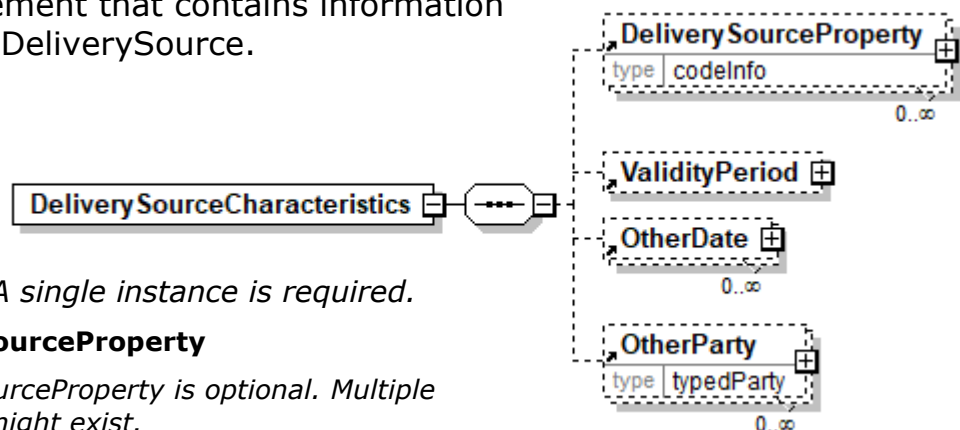 ement that contains information
DeliverySource.
DeliverySourceProperty
type codeInfo
0..∞
ValidityPeriod
DeliverySourceCharacteristics
OtherDate
0..∞
A single instance is required.
ourceProperty
OtherParty
type typedParty
urceProperty is optional. Multiple
might exist.
0..∞